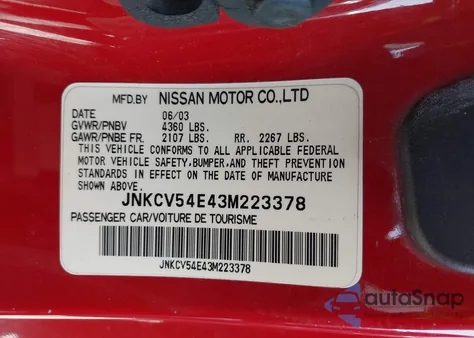 MFD.BY NISSAN MOTOR CO.,LTD
DATE 06/03
GVWR/PNBV 4360 LBS.
GAWR/PNBE FR. 2107 LBS. RR. 2267 LBS.
THIS VEHICLE CONFORMS TO ALL APPLICABLE FEDERAL
MOTOR VEHICLE SAFETY,BUMPER,AND THEFT PREVENTION
STANDARDS IN EFFECT ON THE DATE OF MANUFACTURE
SHOWN ABOVE.
JNKCV54E43M223378
PASSENGER CAR/VOITURE DE TOURISME
JNKCV54E43M223378
autoSnap